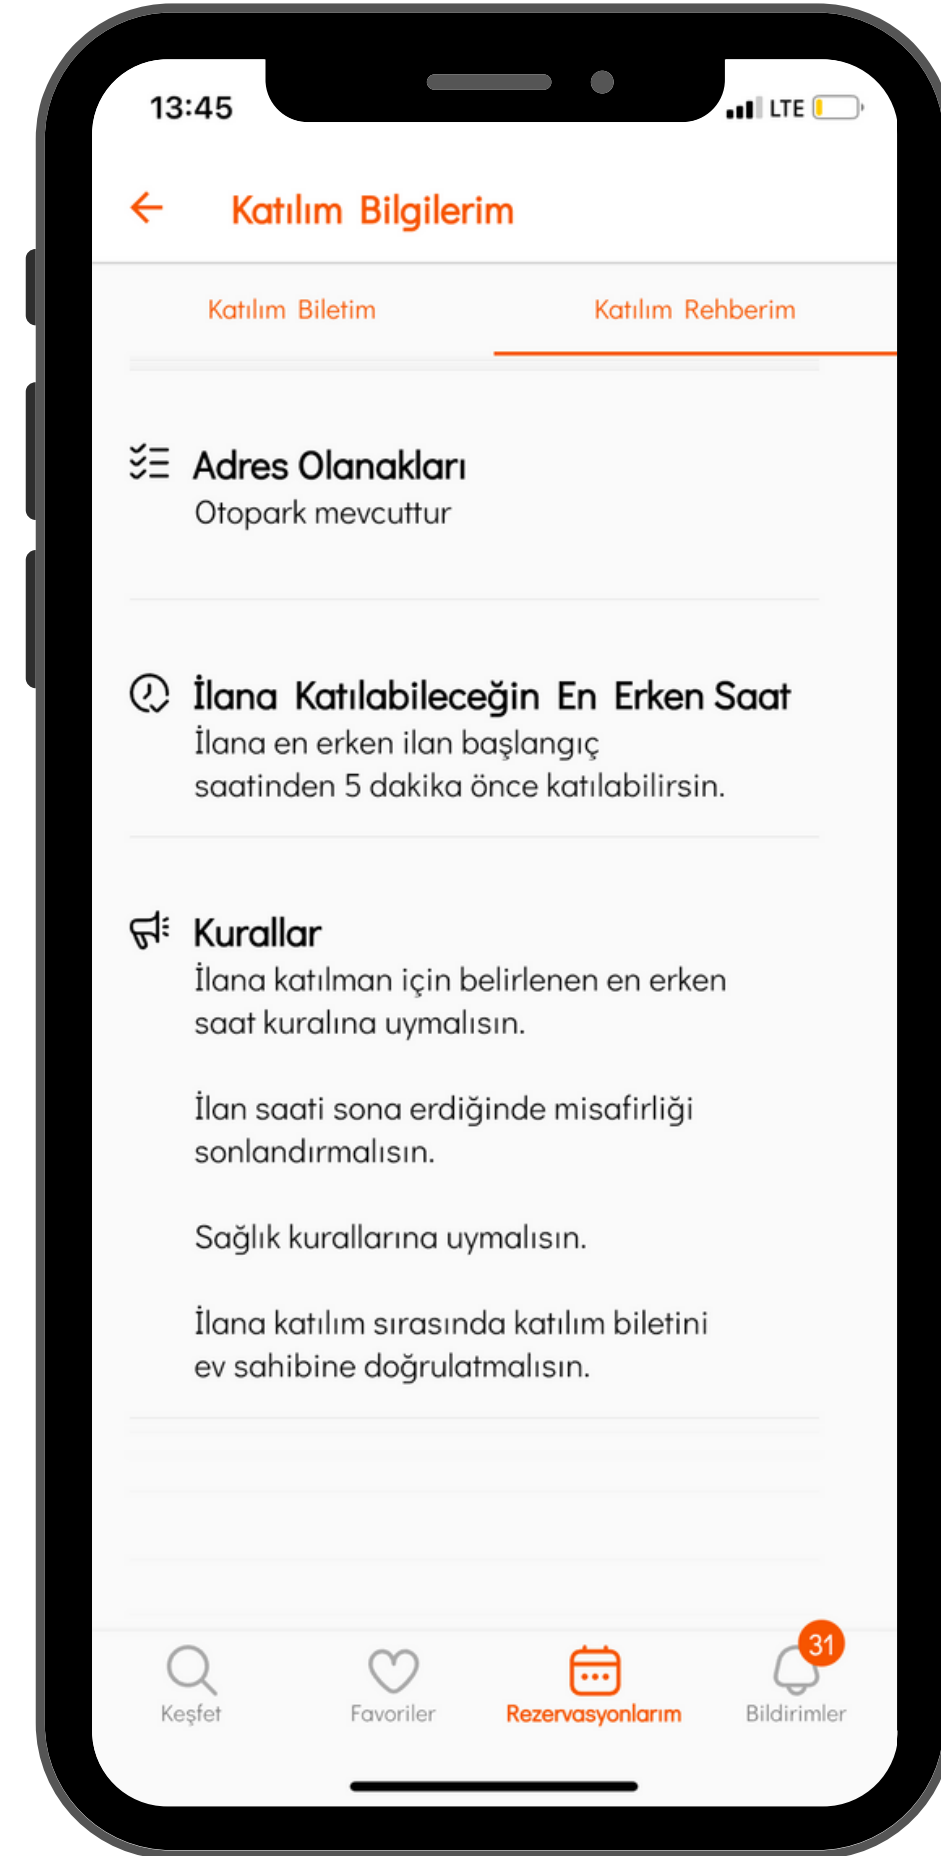 13:45
LTE
Katılım Bilgilerim
Katılım Biletim
Katılım Rehberim
Adres Olanakları
Otopark mevcuttur
İlana Katılabileceğin En Erken Saat
İlana en erken ilan başlangıç
saatinden 5 dakika önce katılabilirsin.
Kurallar
İlana katılman için belirlenen en erken
saat kuralına uymalısın.
İlan saati sona erdiğinde misafirliği
sonlandırmalısın.
Sağlık kurallarına uymalısın.
İlana katılım sırasında katılım biletini
ev sahibine doğrulatmalısın.
31
Keşfet
Favoriler
Rezervasyonlarım
Bildirimler